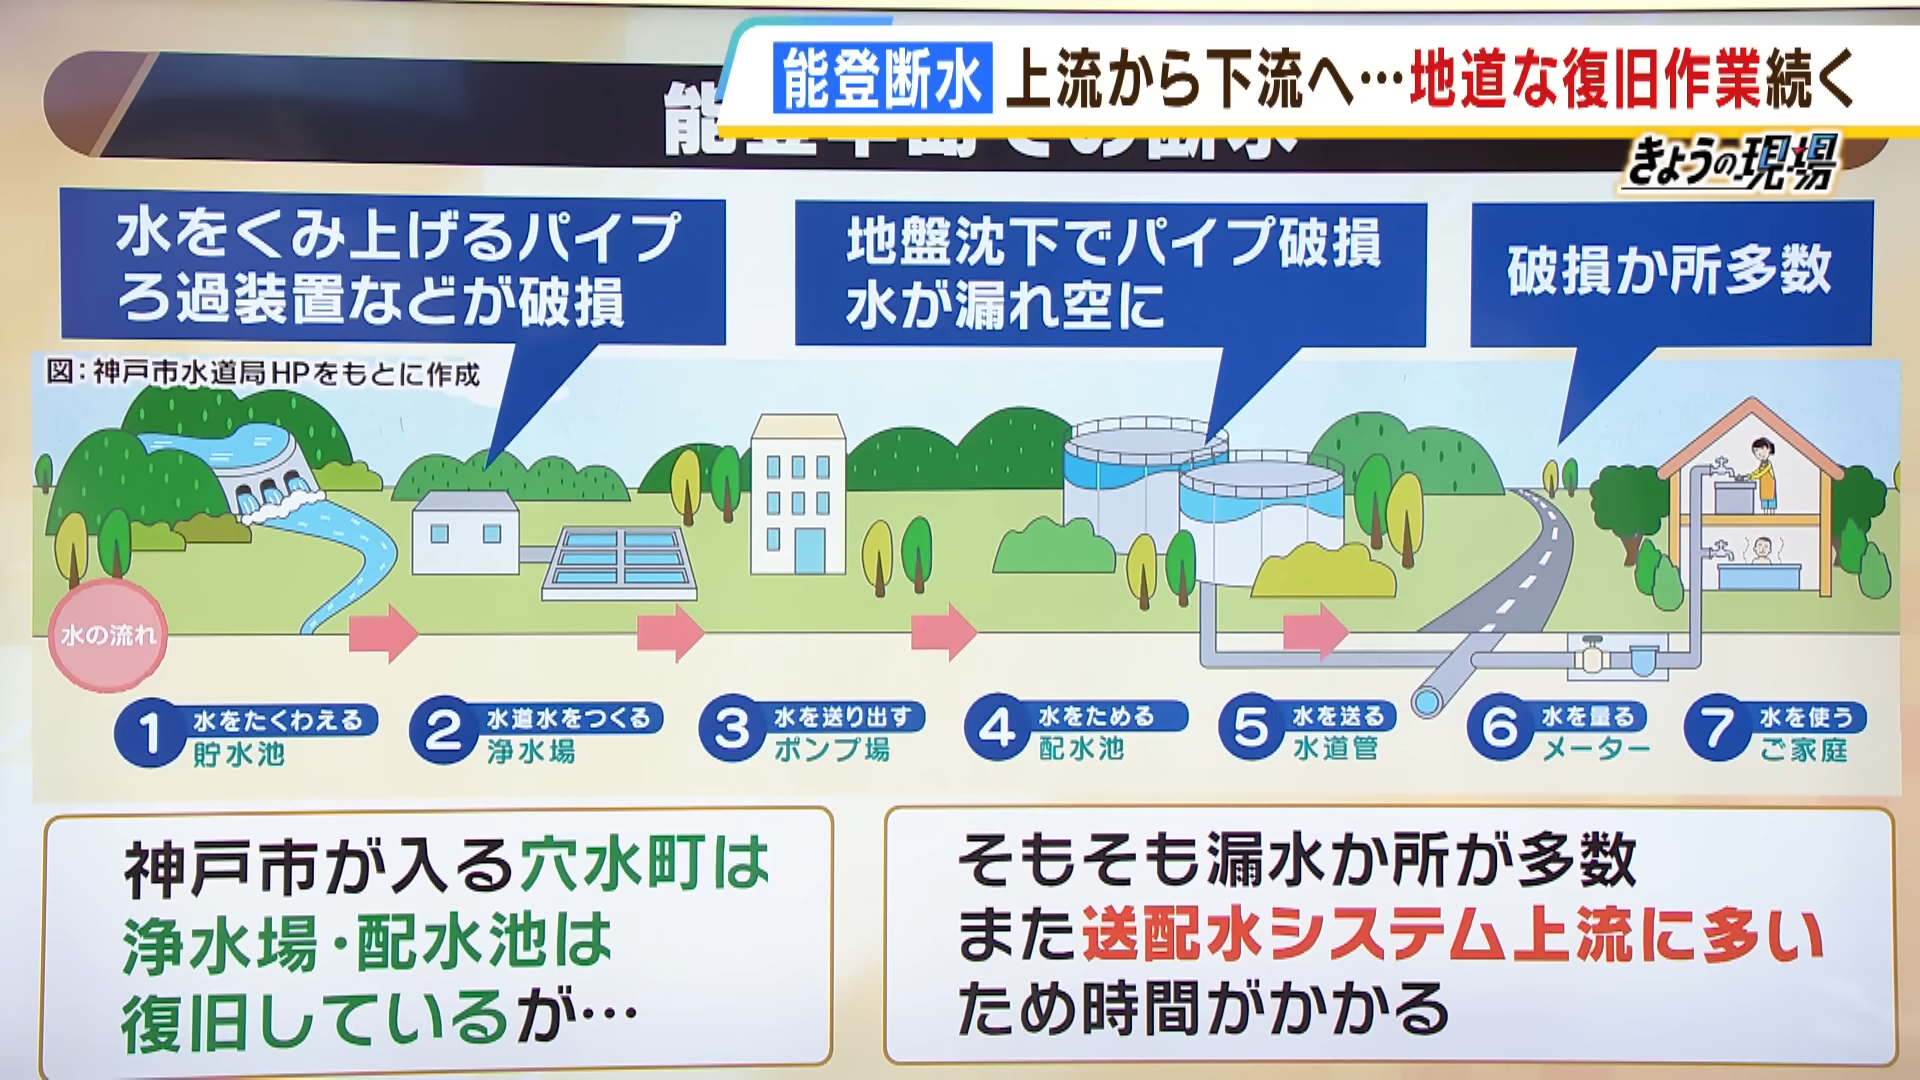 能登断水 上流から下流へ…地道な復旧作業続く
能登半島での断水
きょうの現場
水をくみ上げるパイプ
ろ過装置などが破損
地盤沈下でパイプ破損
水が漏れ空に
破損か所多数
図：神戸市水道局HPをもとに作成
水の流れ
1 水をたくわえる
貯水池
2 水道水をつくる
浄水場
3 水を送り出す
ポンプ場
4 水をためる
配水池
5 水を送る
水道管
6 水を量る
メーター
7 水を使う
ご家庭
神戸市が入る穴水町は
浄水場・配水池は
復旧しているが…
そもそも漏水か所が多数
また送配水システム上流に多い
ため時間がかかる